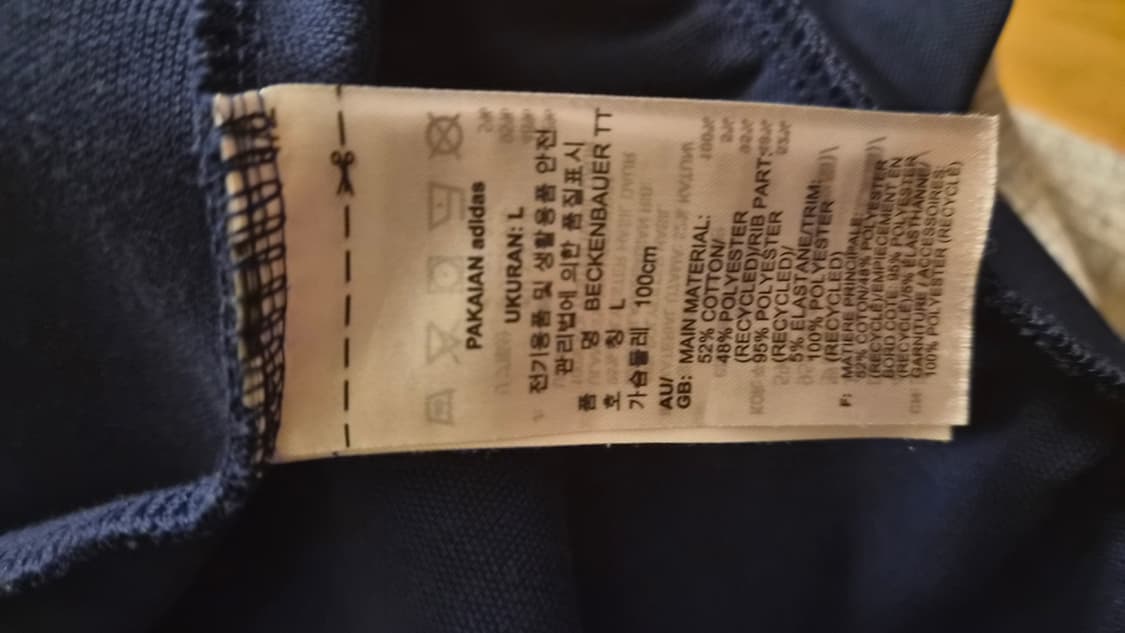 PAKAIAN adidas
UKURAN: L
전기용품 및 생활용품 안전
관리법에 의한 품질표시
품 명 BECKENBAUER TT
호 칭 L
가슴둘레 100cm
AU/
GB: MAIN MATERIAL:
52% COTTON/
48% POLYESTER
(RECYCLED)/RIB PART:
95% POLYESTER
(RECYCLED)/
5% ELASTANE/TRIM:
100% POLYESTER
(RECYCLED)
F: MATIERE PRINCIPALE:
52% COTON/48% POLYESTER
(RECYCLE)/EMPIECEMENT EN
BORD COTE: 95% POLYESTER
(RECYCLE)/5% ELASTHANNE/
GARNITURE / ACCESSOIRES:
100% POLYESTER (RECYCLE)